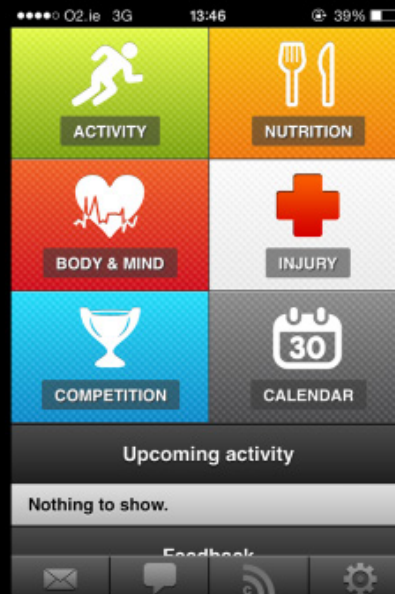 O2.ie 3G 13:46 39%
ACTIVITY NUTRITION
BODY & MIND INJURY
30
COMPETITION CALENDAR
Upcoming activity
Nothing to show.
Feedback